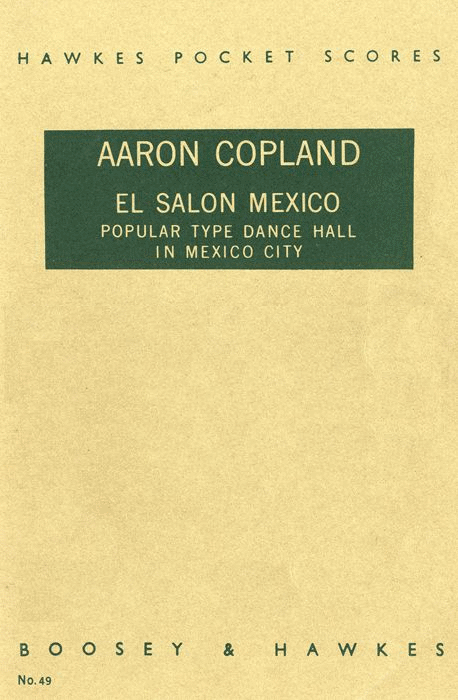 HAWKES POCKET SCORES
AARON COPLAND
EL SALON MEXICO
POPULAR TYPE DANCE HALL
IN MEXICO CITY
BOOSEY & HAWKES
No. 49